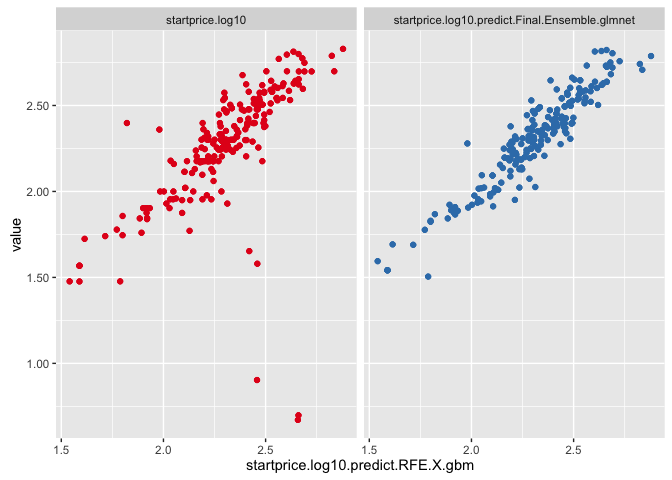 startprice.log10
startprice.log10.predict.Final.Ensemble.glmnet
value
2.50
2.00
1.50
1.00
1.5
2.0
2.5
1.5
2.0
2.5
startprice.log10.predict.RFE.X.gbm